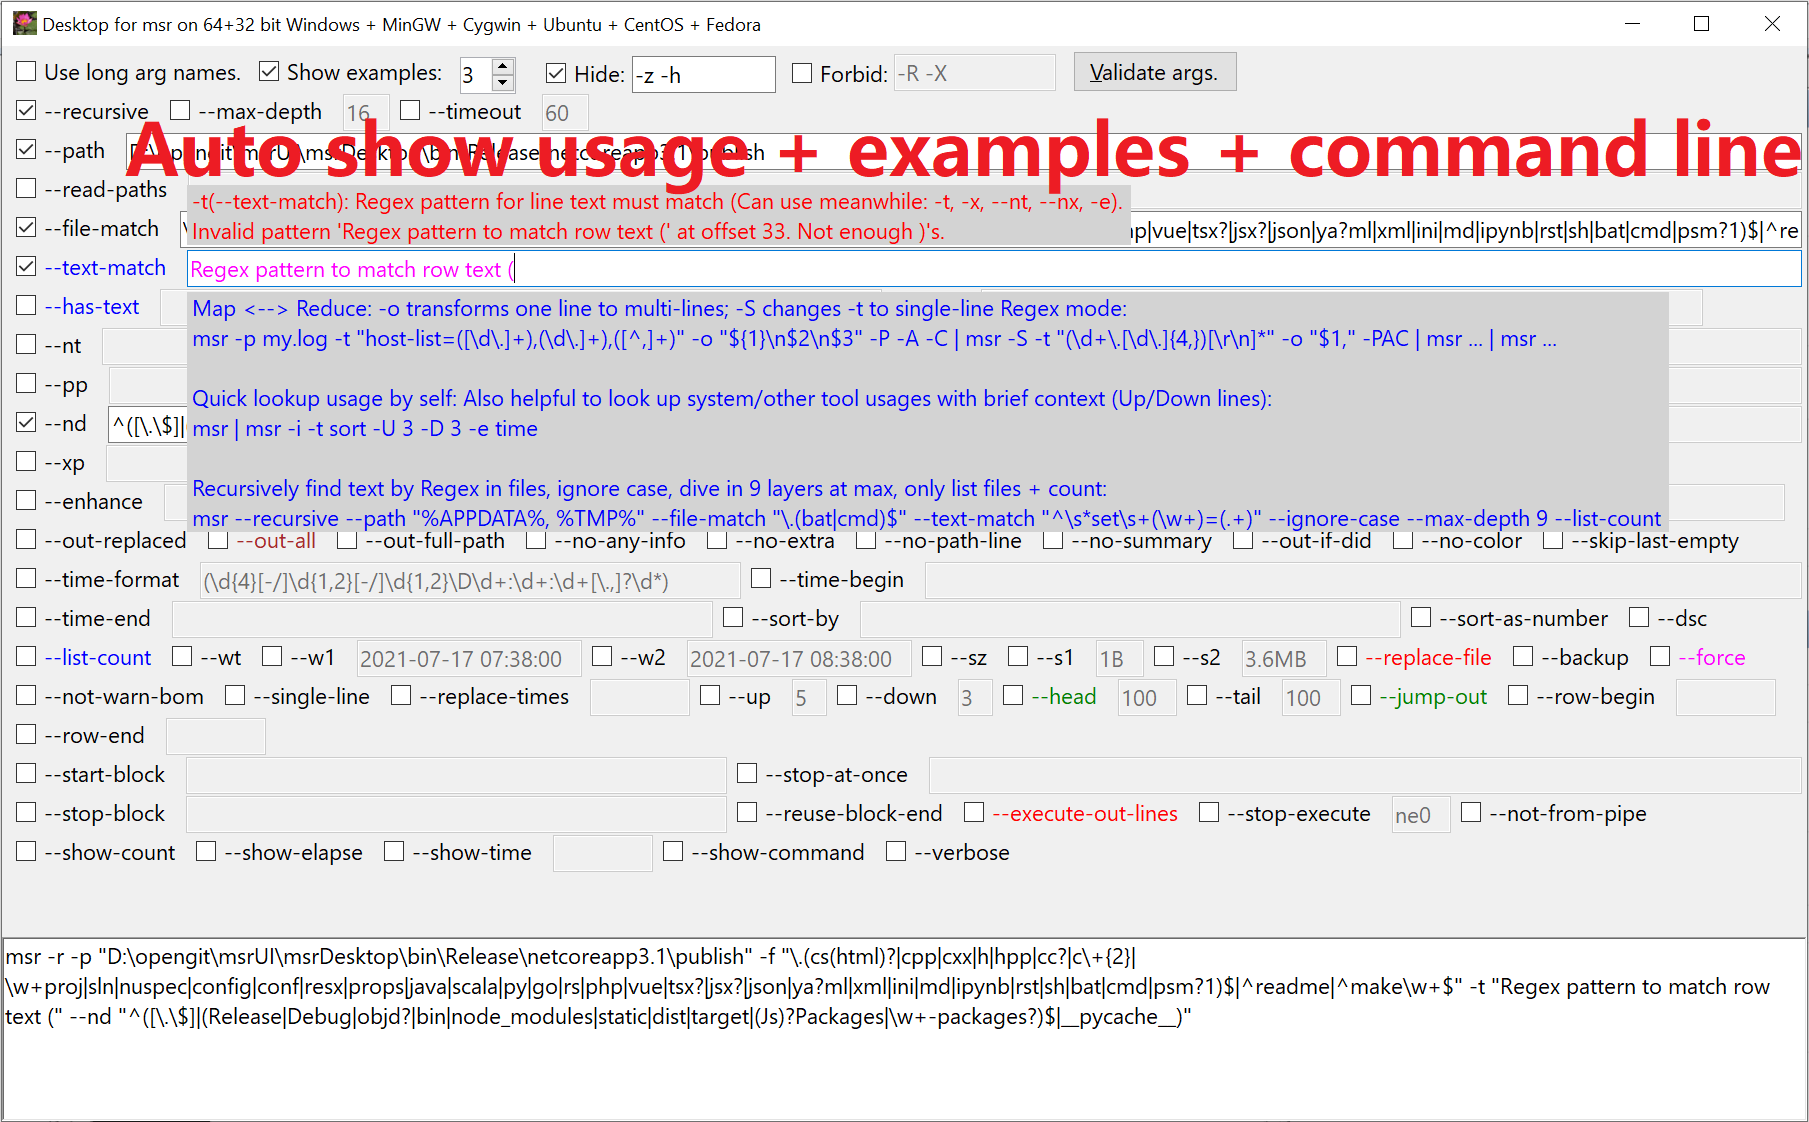 Desktop for msr on 64+32 bit Windows + MinGW + Cygwin + Ubuntu + CentOS + Fedora
Use long arg names. Show examples: 3 Hide: -z -h Forbid: -R -X Validate args.
--recursive --max-depth 16 --timeout 60
Auto show usage + examples + command line
--path D:\opengit\msrUI\msrDesktop\bin\Release\netcoreapp3.1\publish
--read-paths
-t(--text-match): Regex pattern for line text must match (Can use meanwhile: -t, -x, --nt, --nx, -e).
Invalid pattern 'Regex pattern to match row text (' at offset 33. Not enough )'s.
--file-match \ |vue|tsx?|jsx?|json|ya?ml|xml|ini|md|ipynb|rst|sh|bat|cmd|psm?1)$|^re
--text-match Regex pattern to match row text (
--has-text
Map <--> Reduce: -o transforms one line to multi-lines; -S changes -t to single-line Regex mode:
--nt
msr -p my.log -t "host-list=([\d\.]+),(\d\.]+),([^,]+)" -o "${1}\n$2\n$3" -P -A -C | msr -S -t "(\d+\.[\d\.]{4,})[\r\n]*" -o "$1," -PAC | msr ... | msr ...
--pp
Quick lookup usage by self: Also helpful to look up system/other tool usages with brief context (Up/Down lines):
--nd ^([\.\$]|
msr | msr -i -t sort -U 3 -D 3 -e time
--xp
--enhance
Recursively find text by Regex in files, ignore case, dive in 9 layers at max, only list files + count:
msr --recursive --path "%APPDATA%, %TMP%" --file-match "\.(bat|cmd)$" --text-match "^\s*set\s+(\w+)=(.+)" --ignore-case --max-depth 9 --list-count
--out-replaced --out-all --out-full-path --no-any-info --no-extra --no-path-line --no-summary --out-if-did --no-color --skip-last-empty
--time-format (\d{4}[-/]\d{1,2}[-/]\d{1,2}\D\d+:\d+:\d+[\.,]?\d*) --time-begin
--time-end --sort-by --sort-as-number --dsc
--list-count --wt --w1 2021-07-17 07:38:00 --w2 2021-07-17 08:38:00 --sz --s1 1B --s2 3.6MB --replace-file --backup --force
--not-warn-bom --single-line --replace-times --up 5 --down 3 --head 100 --tail 100 --jump-out --row-begin
--row-end
--start-block --stop-at-once
--stop-block --reuse-block-end --execute-out-lines --stop-execute ne0 --not-from-pipe
--show-count --show-elapse --show-time --show-command --verbose
msr -r -p "D:\opengit\msrUI\msrDesktop\bin\Release\netcoreapp3.1\publish" -f "\.(cs(html)?|cpp|cxx|h|hpp|cc?|c\+{2}|
\w+proj|sln|nuspec|config|conf|resx|props|java|scala|py|go|rs|php|vue|tsx?|jsx?|json|ya?ml|xml|ini|md|ipynb|rst|sh|bat|cmd|psm?1)$|^readme|^make\w+$" -t "Regex pattern to match row
text (" --nd "^([\.\$]|(Release|Debug|objd?|bin|node_modules|static|dist|target|(Js)?Packages|\w+-packages?)$|__pycache__)"